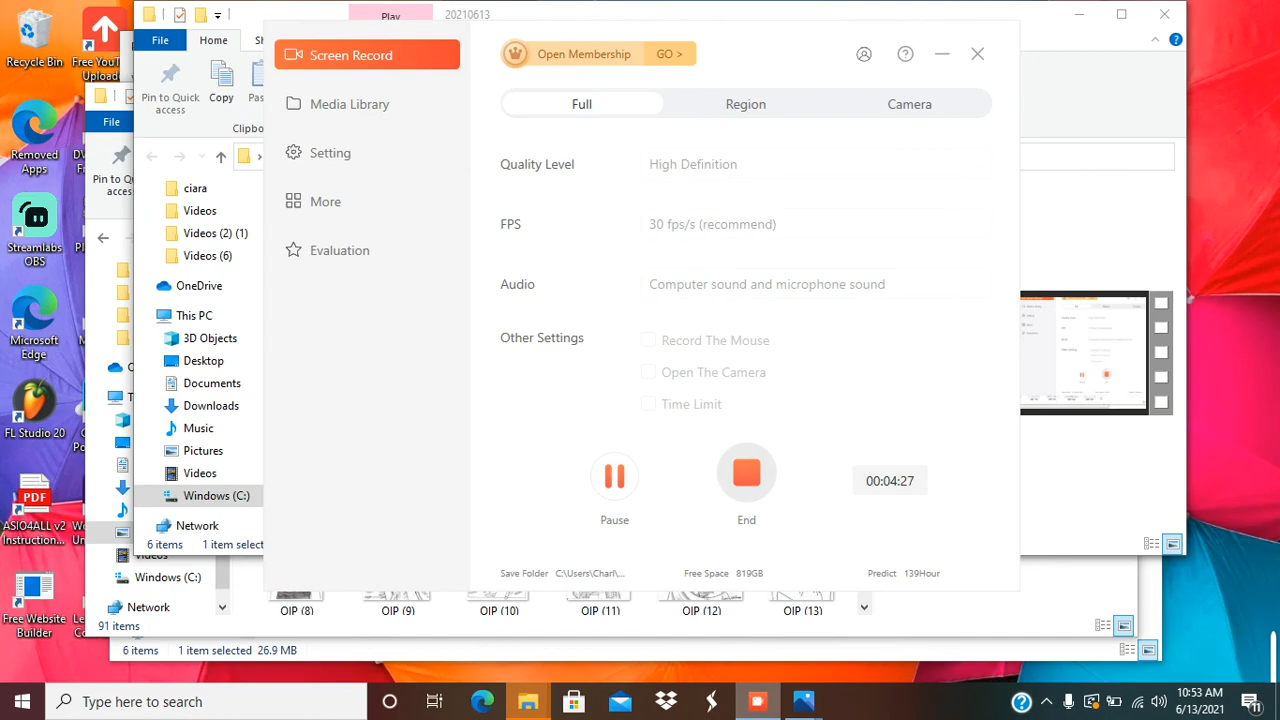 Recycle Bin
Free YouT
Upload
Removed
Apps
Streamlabs
OBS
Microsoft
Edge
FL Studio 20
ASIO4ALL v2
Instruction...
Free Website
Builder
Play
20210613
File
Home
Pin to Quick
access
Copy
Clipbo
File
ciara
Videos
Videos (2) (1)
Videos (6)
OneDrive
This PC
3D Objects
Desktop
Documents
Downloads
Music
Pictures
Videos
Windows (C:)
Network
6 items
1 item selected
Windows (C:)
Network
91 items
6 items
1 item selected 26.9 MB
OIP (8)
OIP (9)
OIP (10)
OIP (11)
OIP (12)
OIP (13)
Screen Record
Media Library
Setting
More
Evaluation
Open Membership
GO >
Full
Region
Camera
Quality Level
High Definition
FPS
30 fps/s (recommend)
Audio
Computer sound and microphone sound
Other Settings
Record The Mouse
Open The Camera
Time Limit
Pause
End
00:04:27
Save Folder C:\Users\Charl\,...
Free Space 819GB
Predict 139Hour
Type here to search
10:53 AM
6/13/2021
11